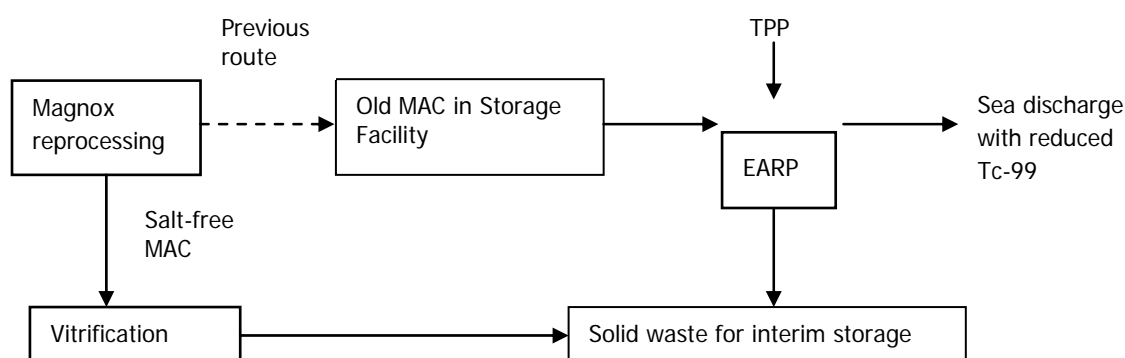 Previous
route
TPP
Magnox
reprocessing
Old MAC in Storage
Facility
Sea discharge
with reduced
Tc-99
EARP
Salt-free
MAC
Vitrification
Solid waste for interim storage